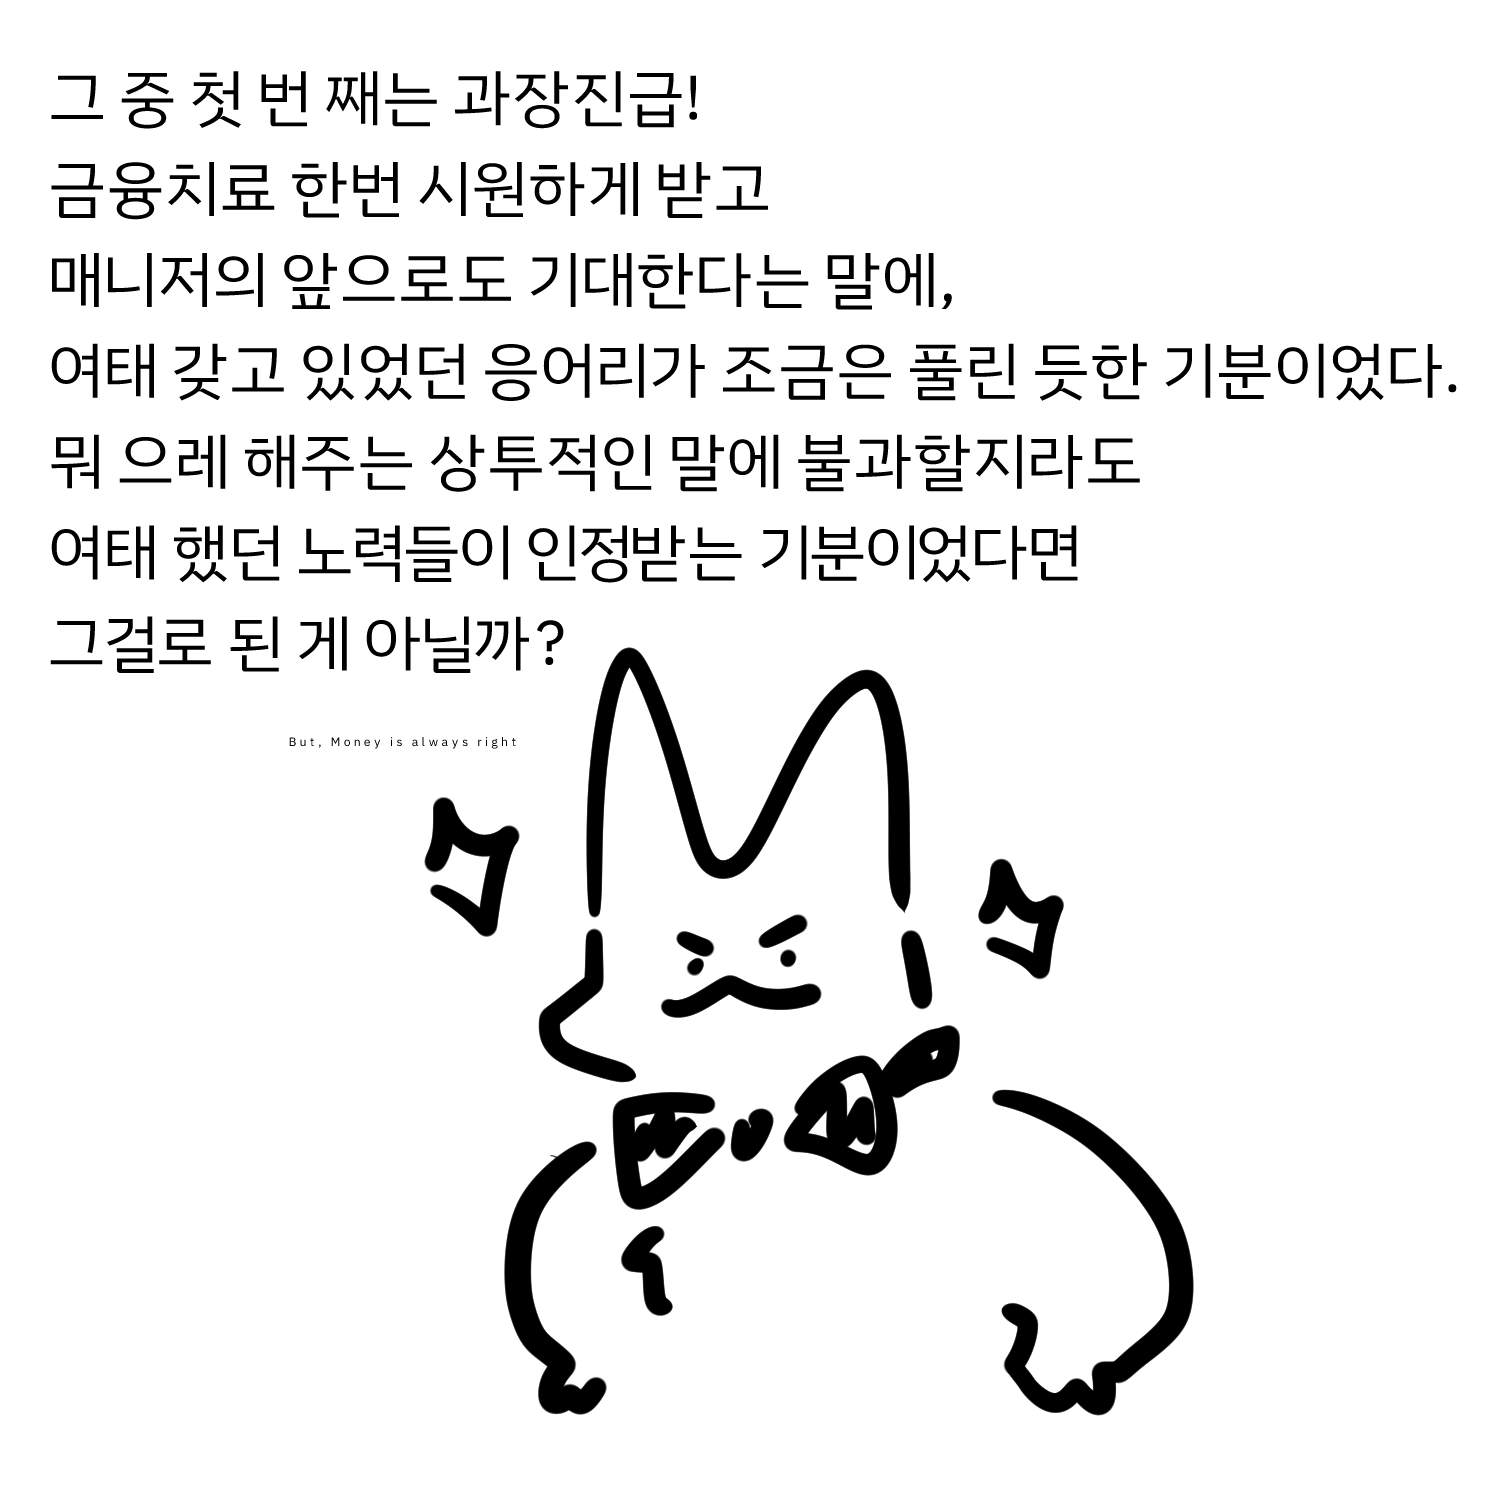 그 중 첫 번 째는 과장진급!
금융치료 한번 시원하게 받고
매니저의 앞으로도 기대한다는 말에,
여태 갖고 있었던 응어리가 조금은 풀린 듯한 기분이었다.
뭐 으레 해주는 상투적인 말에 불과할지라도
여태 했던 노력들이 인정받는 기분이었다면
그걸로 된 게 아닐까?
But, Money is always right